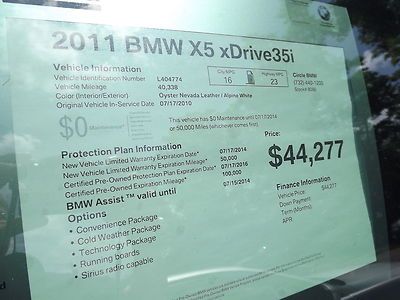 2011 BMW X5 xDrive35i
Vehicle Information
Vehicle Identification Number L404774
Vehicle Mileage 40,338
Color (Interior/Exterior) Oyster Nevada Leather / Alpine White
Original Vehicle In-Service Date 07/17/2010
City MPG 16
Highway MPG 23
Circle BMW
(732) 440-1200
$0 Maintenance*
This vehicle has $0 Maintenance until 07/17/2014
or 50,000 Miles (whichever comes first).
Protection Plan Information
New Vehicle Limited Warranty Expiration Date* 07/17/2014
New Vehicle Limited Warranty Expiration Mileage* 50,000
Certified Pre-Owned Protection Plan Expiration Date* 07/17/2016
Certified Pre-Owned Expiration Mileage* 100,000
BMW Assist™ valid until 07/15/2014
Price:
$44,277
Options
• Convenience Package
• Cold Weather Package
• Technology Package
• Running boards
• Sirius radio capable
Finance Information
Vehicle Price: $44,277
Down Payment
Term (Months)
APR